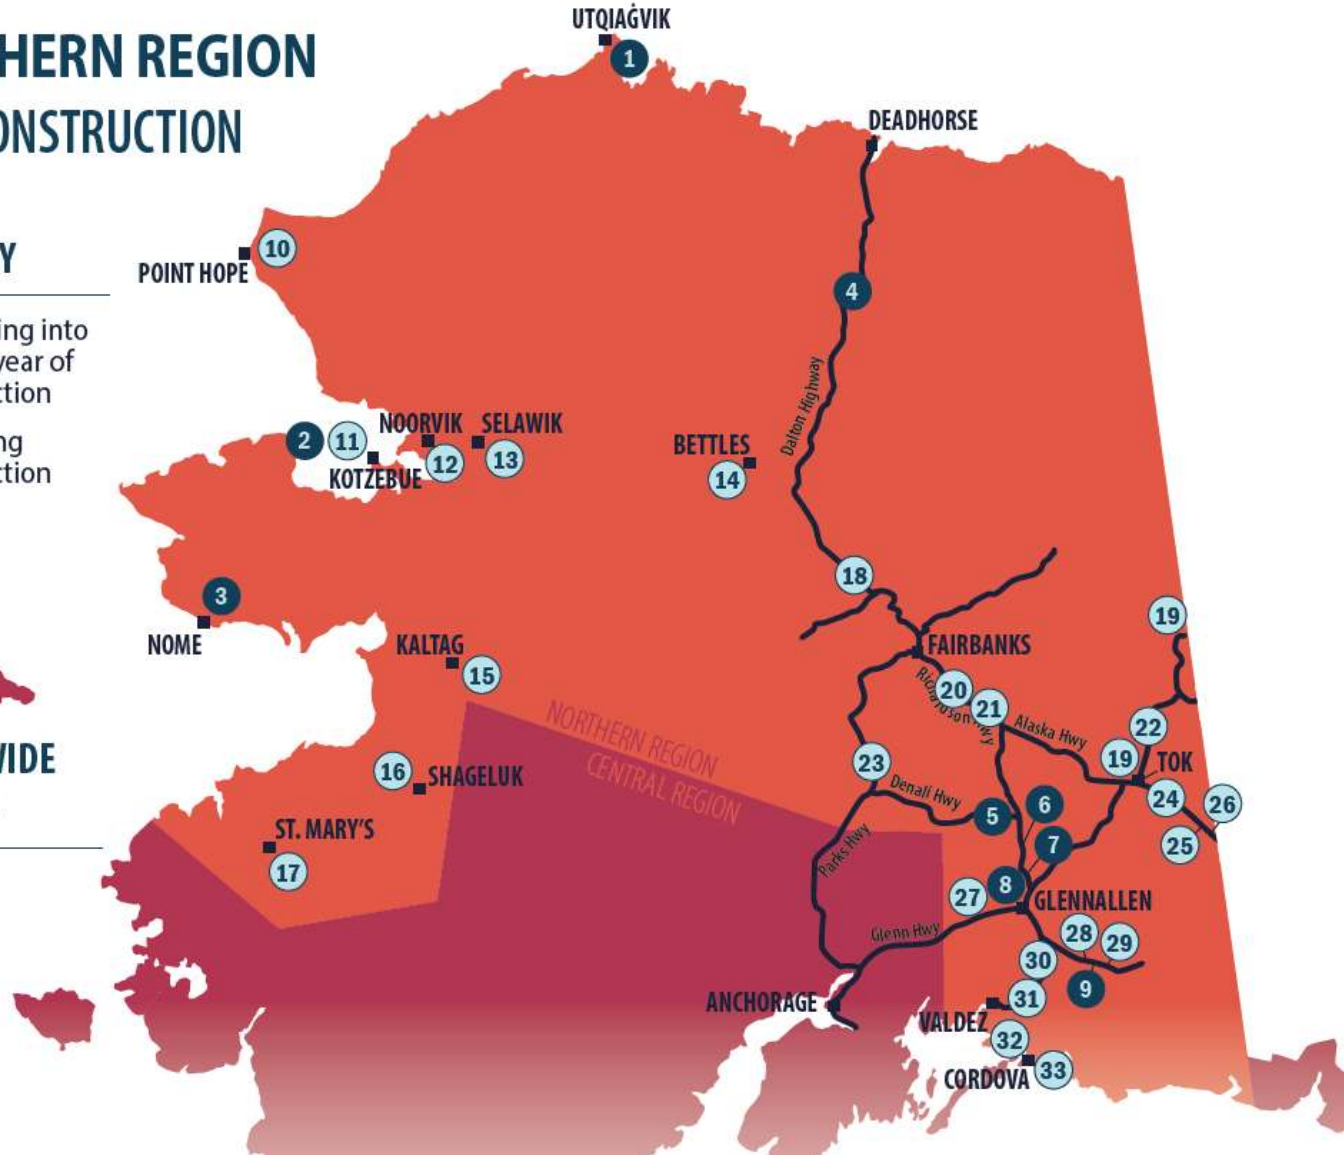 HERN REGION
ONSTRUCTION
Y
ing into
year of
ction
ng
ction
VIDE
UTQIAĠVIK
1
DEADHORSE
10
POINT HOPE
4
Dalton Highway
2
11
NOORVIK
SELAWIK
12
13
KOTZEBUE
BETTLES
14
18
3
NOME
19
KALTAG
15
FAIRBANKS
20
Richardson Hwy
21
Alaska Hwy
22
NORTHERN REGION
CENTRAL REGION
16
SHAGELUK
23
Denali Hwy
19
TOK
24
26
5
6
7
25
ST. MARY'S
17
Parks Hwy
8
27
GLENNALLEN
Glenn Hwy
28
29
30
9
ANCHORAGE
31
VALDEZ
32
CORDOVA
33